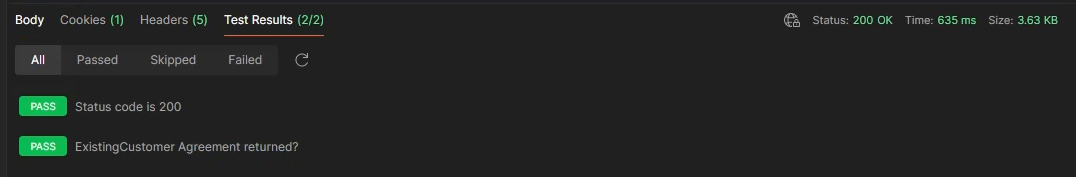 Body Cookies (1) Headers (5) Test Results (2/2) Status: 200 OK Time: 635 ms Size: 3.63 KB
All Passed Skipped Failed
PASS Status code is 200
PASS ExistingCustomer Agreement returned?